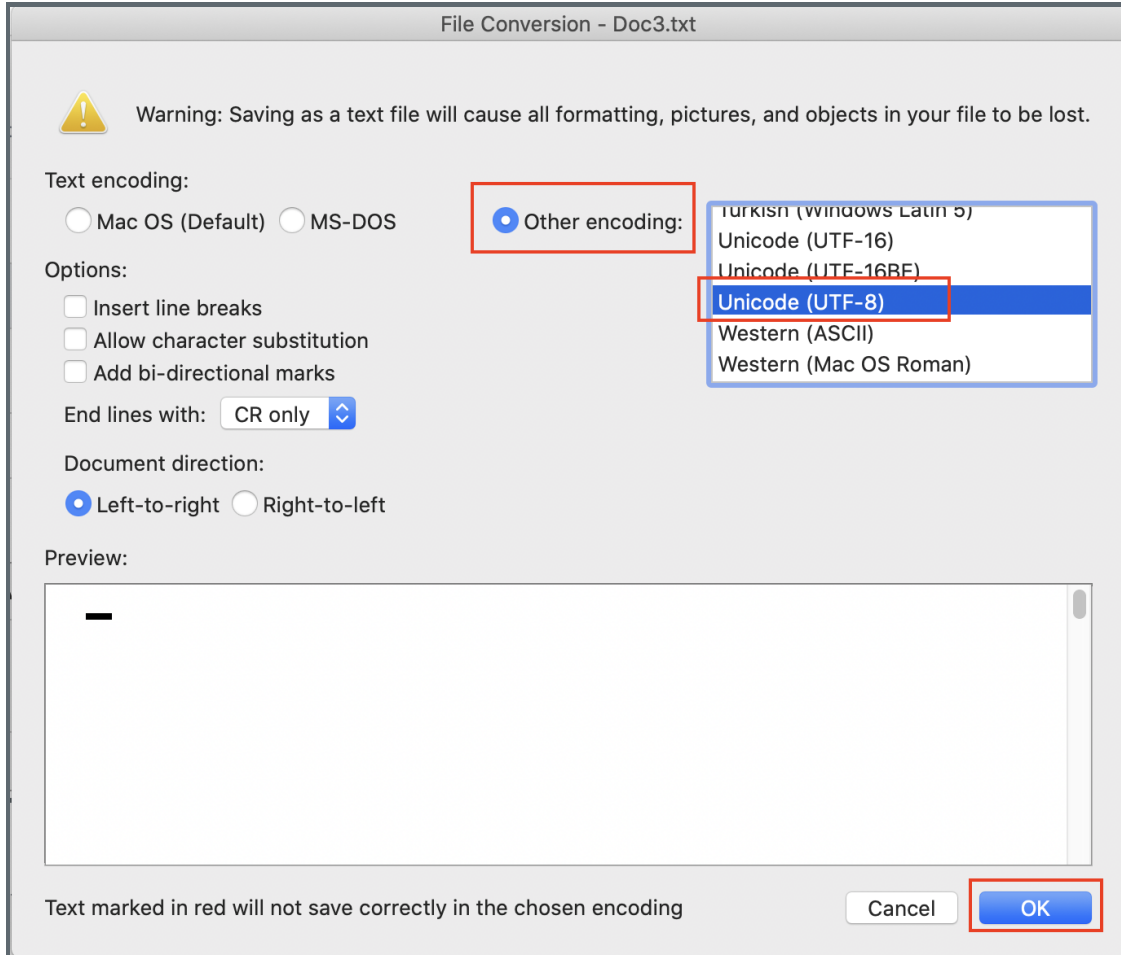 File Conversion - Doc3.txt
Warning: Saving as a text file will cause all formatting, pictures, and objects in your file to be lost.
Text encoding:
Mac OS (Default) MS-DOS Other encoding:
Turkish (Windows Latin 5)
Unicode (UTF-16)
Unicode (UTF-16BE)
Unicode (UTF-8)
Western (ASCII)
Western (Mac OS Roman)
Options:
Insert line breaks
Allow character substitution
Add bi-directional marks
End lines with: CR only
Document direction:
Left-to-right Right-to-left
Preview:
Text marked in red will not save correctly in the chosen encoding
Cancel OK